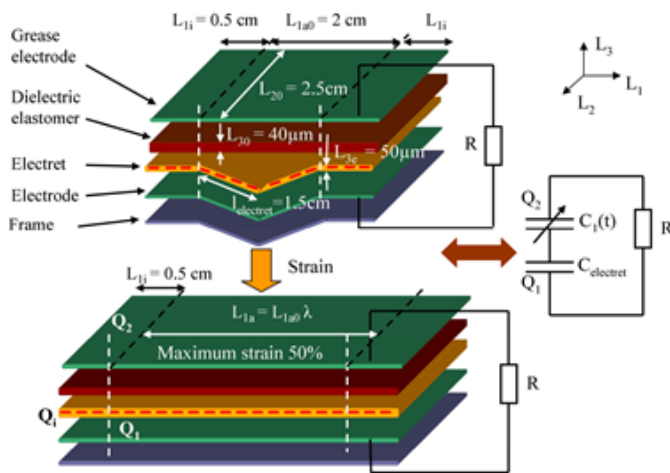 L1i = 0.5 cm
L1a0 = 2 cm
L1i
Grease
electrode
L20 = 2.5cm
Dielectric
elastomer
L30 = 40μm
Electret
L3e = 50μm
Electrode
lelectret = 1.5cm
Frame
R
L3
L1
L2
Q2
C1(t)
R
Celectret
Q1
Strain
L1i = 0.5 cm
Q2
L1a = L1a0 λ
Maximum strain 50%
R
Qi
Q1